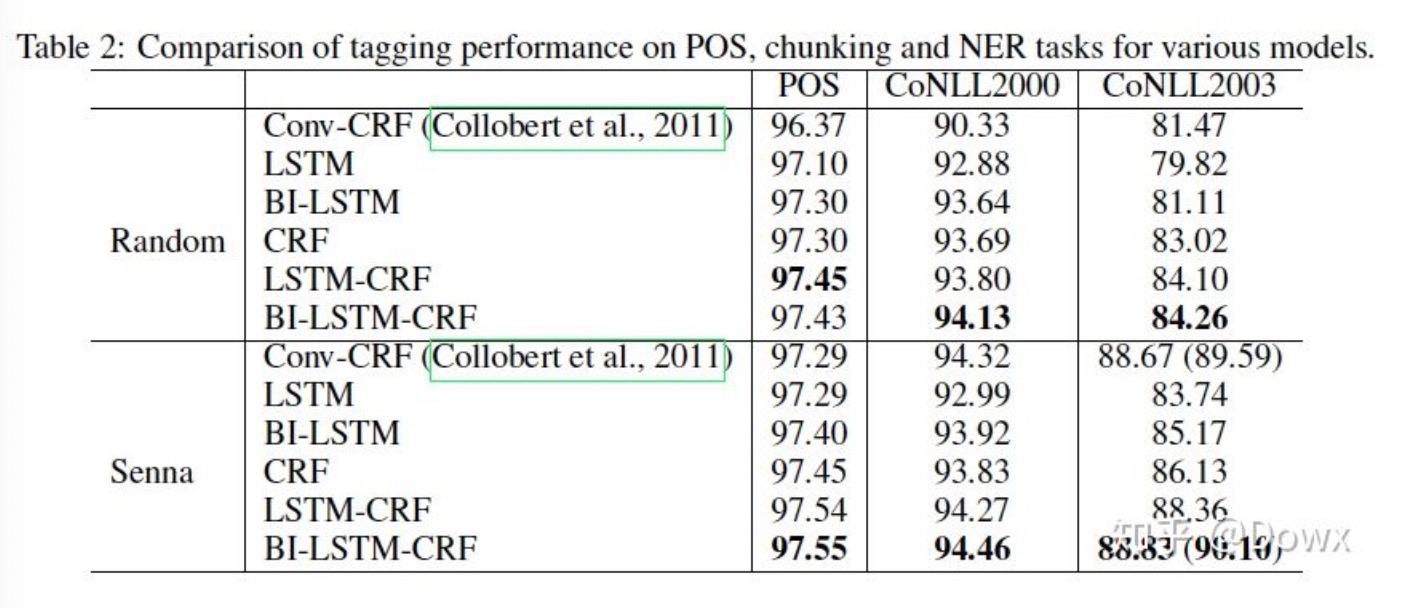 Table 2: Comparison of tagging performance on POS, chunking and NER tasks for various models.
POS CoNLL2000 CoNLL2003
Conv-CRF (Collobert et al., 2011) 96.37 90.33 81.47
LSTM 97.10 92.88 79.82
BI-LSTM 97.30 93.64 81.11
Random CRF 97.30 93.69 83.02
LSTM-CRF 97.45 93.80 84.10
BI-LSTM-CRF 97.43 94.13 84.26
Conv-CRF (Collobert et al., 2011) 97.29 94.32 88.67 (89.59)
LSTM 97.29 92.99 83.74
BI-LSTM 97.40 93.92 85.17
Senna CRF 97.45 93.83 86.13
LSTM-CRF 97.54 94.27 88.36
BI-LSTM-CRF 97.55 94.46 88.83 (90.10)
知乎 @Dowx